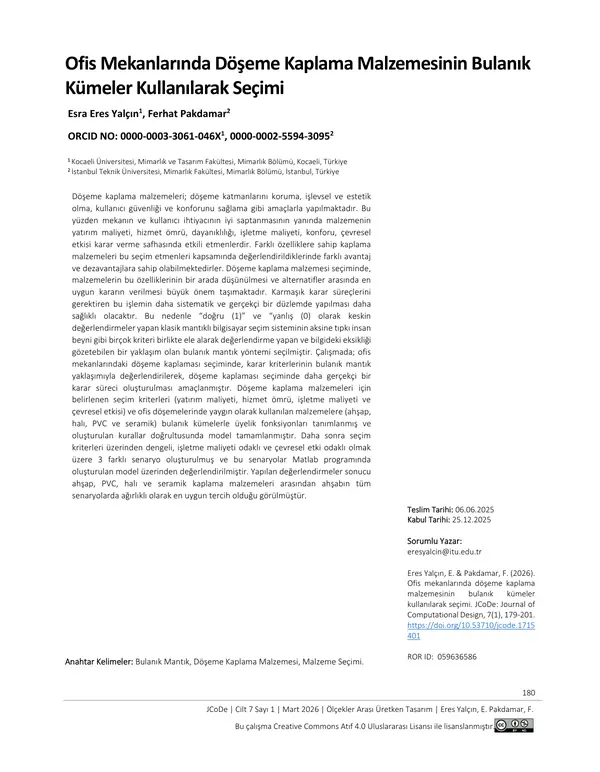 Ofis Mekanlarında Döşeme Kaplama Malzemesinin Bulanık
Kümeler Kullanılarak Seçimi
Esra Eres Yalçın1, Ferhat Pakdamar2
ORCID NO: 0000-0003-3061-046X1, 0000-0002-5594-30952
1 Kocaeli Üniversitesi, Mimarlık ve Tasarım Fakültesi, Mimarlık Bölümü, Kocaeli, Türkiye
2 İstanbul Teknik Üniversitesi, Mimarlık Fakültesi, Mimarlık Bölümü, İstanbul, Türkiye
Döşeme kaplama malzemeleri; döşeme katmanlarını koruma, işlevsel ve estetik
olma, kullanıcı güvenliği ve konforunu sağlama gibi amaçlarla yapılmaktadır. Bu
yüzden mekanın ve kullanıcı ihtiyacının iyi saptanmasının yanında malzemenin
yatırım maliyeti, hizmet ömrü, dayanıklılığı, işletme maliyeti, konforu, çevresel
etkisi karar verme safhasında etkili etmenlerdir. Farklı özelliklere sahip kaplama
malzemeleri bu seçim etmenleri kapsamında değerlendirildiklerinde farklı avantaj
ve dezavantajlara sahip olabilmektedirler. Döşeme kaplama malzemesi seçiminde,
malzemelerin bu özelliklerinin bir arada düşünülmesi ve alternatifler arasında en
uygun kararın verilmesi büyük önem taşımaktadır. Karmaşık karar süreçlerini
gerektiren bu işlemin daha sistematik ve gerçekçi bir düzlemde yapılması daha
sağlıklı olacaktır. Bu nedenle “doğru (1)” ve “yanlış (0) olarak keskin
değerlendirmeler yapan klasik mantıklı bilgisayar seçim sisteminin aksine tıpkı insan
beyni gibi birçok kriteri birlikte ele alarak değerlendirme yapan ve bilgideki eksikliği
gözetebilen bir yaklaşım olan bulanık mantık yöntemi seçilmiştir. Çalışmada; ofis
mekanlarındaki döşeme kaplaması seçiminde, karar kriterlerinin bulanık mantık
yaklaşımıyla değerlendirilerek, döşeme kaplaması seçiminde daha gerçekçi bir
karar süreci oluşturulması amaçlanmıştır. Döşeme kaplama malzemeleri için
belirlenen seçim kriterleri (yatırım maliyeti, hizmet ömrü, işletme maliyeti ve
çevresel etkisi) ve ofis döşemelerinde yaygın olarak kullanılan malzemelere (ahşap,
halı, PVC ve seramik) bulanık kümelerle üyelik fonksiyonları tanımlanmış ve
oluşturulan kurallar doğrultusunda model tamamlanmıştır. Daha sonra seçim
kriterleri üzerinden dengeli, işletme maliyeti odaklı ve çevresel etki odaklı olmak
üzere 3 farklı senaryo oluşturulmuş ve bu senaryolar Matlab programında
oluşturulan model üzerinden değerlendirilmiştir. Yapılan değerlendirmeler sonucu
ahşap, PVC, halı ve seramik kaplama malzemeleri arasından ahşabın tüm
senaryolarda ağırlıklı olarak en uygun tercih olduğu görülmüştür.
Teslim Tarihi: 06.06.2025
Kabul Tarihi: 25.12.2025
Sorumlu Yazar:
eresyalcin@itu.edu.tr
Eres Yalçın, E. & Pakdamar, F. (2026).
Ofis mekanlarında döşeme kaplama
malzemesinin bulanık kümeler
kullanılarak seçimi. JCoDe: Journal of
Computational Design, 7(1), 179-201.
https://doi.org/10.53710/jcode.1715
401
ROR ID: 059636586
Anahtar Kelimeler: Bulanık Mantık, Döşeme Kaplama Malzemesi, Malzeme Seçimi.
180
JCoDe | Cilt 7 Sayı 1 | Mart 2026 | Ölçekler Arası Üretken Tasarım | Eres Yalçın, E. Pakdamar, F.
Bu çalışma Creative Commons Atıf 4.0 Uluslararası Lisansı ile lisanslanmıştır.